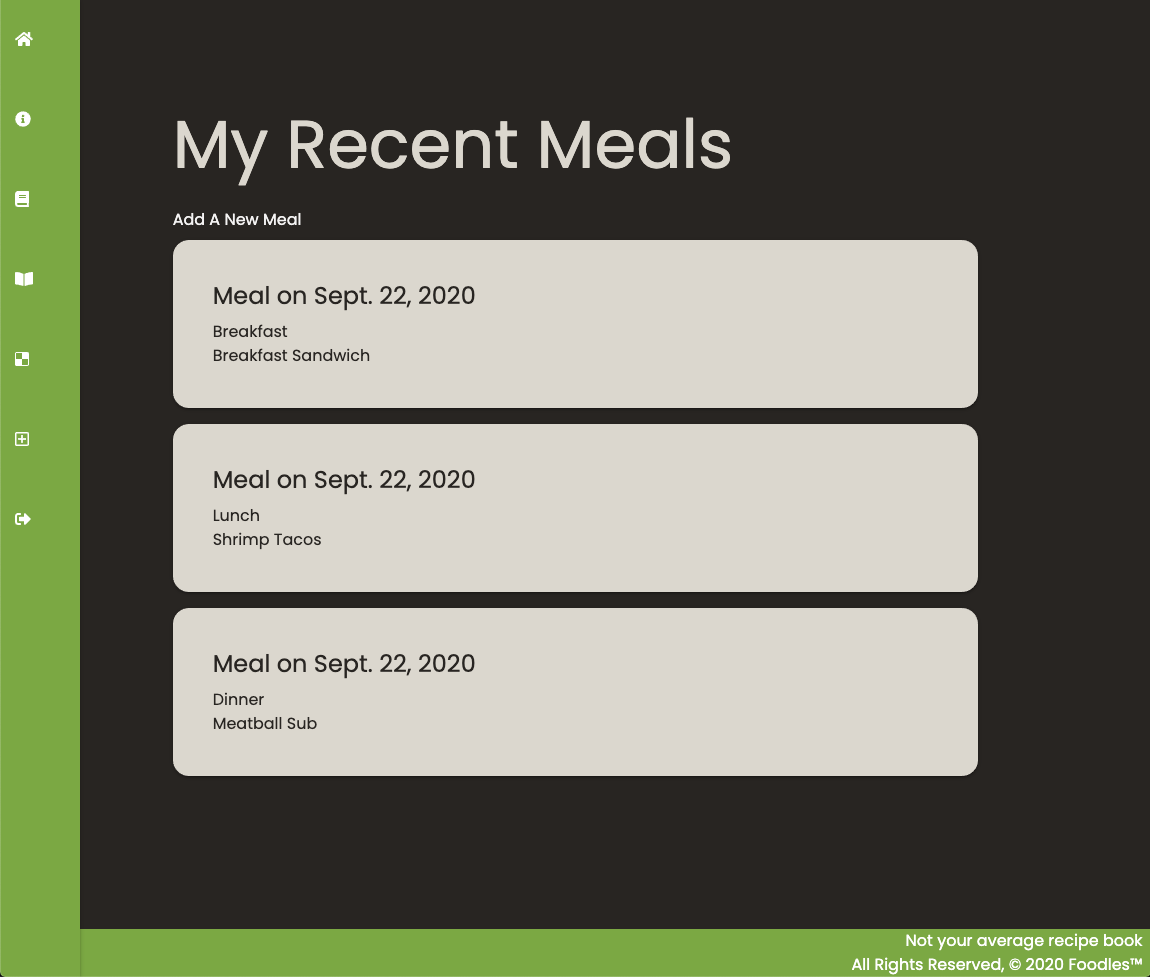 My Recent Meals
Add A New Meal
Meal on Sept. 22, 2020
Breakfast
Breakfast Sandwich
Meal on Sept. 22, 2020
Lunch
Shrimp Tacos
Meal on Sept. 22, 2020
Dinner
Meatball Sub
Not your average recipe book
All Rights Reserved, © 2020 Foodles™